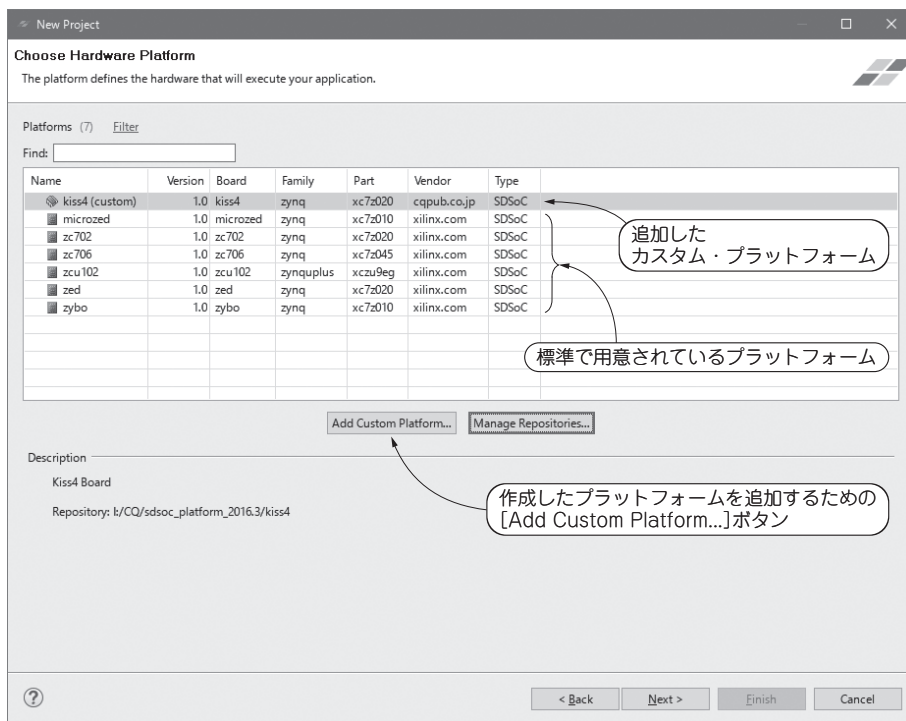 New Project
Choose Hardware Platform
The platform defines the hardware that will execute your application.
Platforms (7) Filter
Find:
Name Version Board Family Part Vendor Type
kiss4 (custom) 1.0 kiss4 zynq xc7z020 cqpub.co.jp SDSoC
microzed 1.0 microzed zynq xc7z010 xilinx.com SDSoC
zc702 1.0 zc702 zynq xc7z020 xilinx.com SDSoC
zc706 1.0 zc706 zynq xc7z045 xilinx.com SDSoC
zcu102 1.0 zcu102 zynquplus xczu9eg xilinx.com SDSoC
zed 1.0 zed zynq xc7z020 xilinx.com SDSoC
zybo 1.0 zybo zynq xc7z010 xilinx.com SDSoC
追加した
カスタム・プラットフォーム
標準で用意されているプラットフォーム
Add Custom Platform... Manage Repositories...
Description
Kiss4 Board
Repository: I:/CQ/sdsoc_platform_2016.3/kiss4
作成したプラットフォームを追加するための
[Add Custom Platform...]ボタン
? < Back Next > Finish Cancel